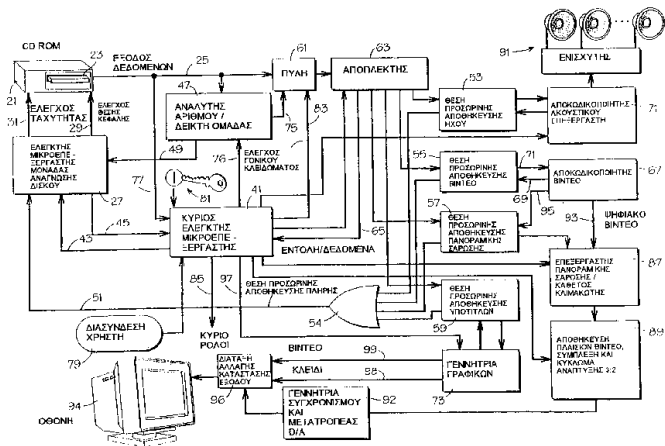 CD ROM
23
ΕΞΟΔΟΣ
ΔΕΔΟΜΕΝΩΝ
25
21
31
ΕΛΕΓΧΟΣ
ΤΑΧΥΤΗΤΑΣ
29
ΕΛΕΓΧΟΣ
ΘΕΣΗΣ
ΚΕΦΑΛΗΣ
47
ΑΝΑΛΥΤΗΣ
ΑΡΙΘΜΟΥ /
ΔΕΙΚΤΗ ΟΜΑΔΑΣ
61
ΠΥΛΗ
63
ΑΠΟΠΛΕΚΤΗΣ
75
83
91
ΕΝΙΣΧΥΤΗΣ
53
ΘΕΣΗ
ΠΡΟΣΩΡΙΝΗΣ
ΑΠΟΘΗΚΕΥΣΗΣ
ΗΧΟΥ
ΑΠΟΚΩΔΙΚΟΠΟΙΗΤΗΣ
-ΑΚΟΥΣΤΙΚΟΥ
ΕΠΕΞΕΡΓΑΣΤΗ
71
49
76
ΕΛΕΓΧΟΣ
ΓΟΝΙΚΟΥ
ΚΛΕΙΔΩΜΑΤΟΣ
ΕΛΕΓΚΤΗΣ
ΜΙΚΡΟΕΠΕ-
ΞΕΡΓΑΣΤΗΣ
ΜΟΝΑΔΑΣ
ΑΝΑΓΝΩΣΗΣ
ΔΙΣΚΟΥ
27
77
81
41
45
43
ΚΥΡΙΟΣ
ΕΛΕΓΚΤΗΣ
ΜΙΚΡΟΕΠΕ-
ΞΕΡΓΑΣΤΗΣ
55
ΘΕΣΗ
ΠΡΟΣΩΡΙΝΗΣ
ΑΠΟΘΗΚΕΥΣΗΣ
ΒΙΝΤΕΟ
71
69
95
ΑΠΟΚΩΔΙΚΟΠΟΙΗΤΗΣ
ΒΙΝΤΕΟ
67
57
ΘΕΣΗ
ΠΡΟΣΩΡΙΝΗΣ
ΑΠΟΘΗΚΕΥΣΗΣ
ΠΑΝΟΡΑΜΙΚΗΣ
ΣΑΡΩΣΗΣ
93
ΨΗΦΙΑΚΟ
ΒΙΝΤΕΟ
65
ΕΝΤΟΛΗ/ΔΕΔΟΜΕΝΑ
85
97
51
ΘΕΣΗ ΠΡΟΣΩΡΙΝΗΣ
ΑΠΟΘΗΚΕΥΣΗΣ ΠΛΗΡΗΣ
54
ΘΕΣΗ
ΠΡΟΣΩΡΙΝΗΣ
ΑΠΟΘΗΚΕΥΣΗΣ
ΥΠΟΤΙΤΛΩΝ
59
ΕΠΕΞΕΡΓΑΣΤΗΣ
ΠΑΝΟΡΑΜΙΚΗΣ
ΣΑΡΩΣΗΣ /
ΚΑΘΕΤΟΣ
ΚΛΙΜΑΚΩΤΗΣ
87
ΔΙΑΣΥΝΔΕΣΗ
ΧΡΗΣΤΗ
79
ΚΥΡΙΟ
ΡΟΛΟΙ
ΒΙΝΤΕΟ
99
ΚΛΕΙΔΙ
98
ΔΙΑΤΑΞΗ
ΑΛΛΑΓΗΣ
ΚΑΤΑΣΤΑΣΗΣ
ΕΞΟΔΟΥ
96
ΓΕΝΝΗΤΡΙΑ
ΓΡΑΦΙΚΩΝ
73
ΑΠΟΘΗΚΕΥΣΗ
ΠΛΑΙΣΙΟΥ ΒΙΝΤΕΟ,
ΣΥΜΠΛΕΞΗ ΚΑΙ
ΚΥΚΛΩΜΑ
ΑΝΑΠΤΥΞΗΣ 3:2
89
94
ΟΘΟΝΗ
ΓΕΝΝΗΤΡΙΑ
ΣΥΓΧΡΟΝΙΣΜΟΥ
ΚΑΙ
ΜΕΤΑΤΡΟΠΕΑΣ
D/A
92